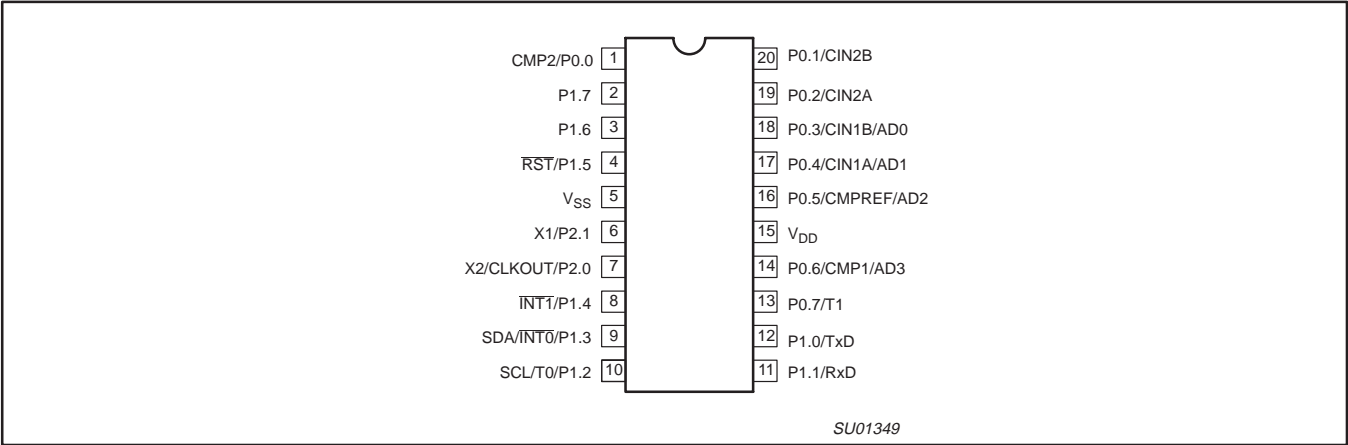 CMP2/P0.0 1 20 P0.1/CIN2B
P1.7 2 19 P0.2/CIN2A
P1.6 3 18 P0.3/CIN1B/AD0
R̅S̅T̅/P1.5 4 17 P0.4/CIN1A/AD1
VSS 5 16 P0.5/CMPREF/AD2
X1/P2.1 6 15 VDD
X2/CLKOUT/P2.0 7 14 P0.6/CMP1/AD3
I̅N̅T̅1̅/P1.4 8 13 P0.7/T1
SDA/I̅N̅T̅0̅/P1.3 9 12 P1.0/TxD
SCL/T0/P1.2 10 11 P1.1/RxD
SU01349